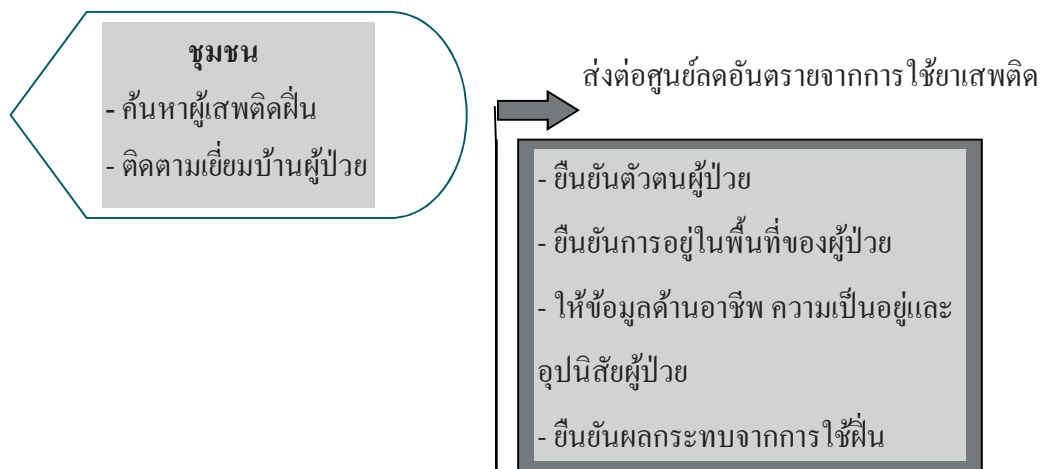 ชุมชน
- ค้นหาผู้เสพติดฝิ่น
- ติดตามเยี่ยมบ้านผู้ป่วย
ส่งต่อศูนย์ลดอันตรายจากการใช้ยาเสพติด
- ยืนยันตัวตนผู้ป่วย
- ยืนยันการอยู่ในพื้นที่ของผู้ป่วย
- ให้ข้อมูลด้านอาชีพ ความเป็นอยู่และ
อุปนิสัยผู้ป่วย
- ยืนยันผลกระทบจากการใช้ฝิ่น